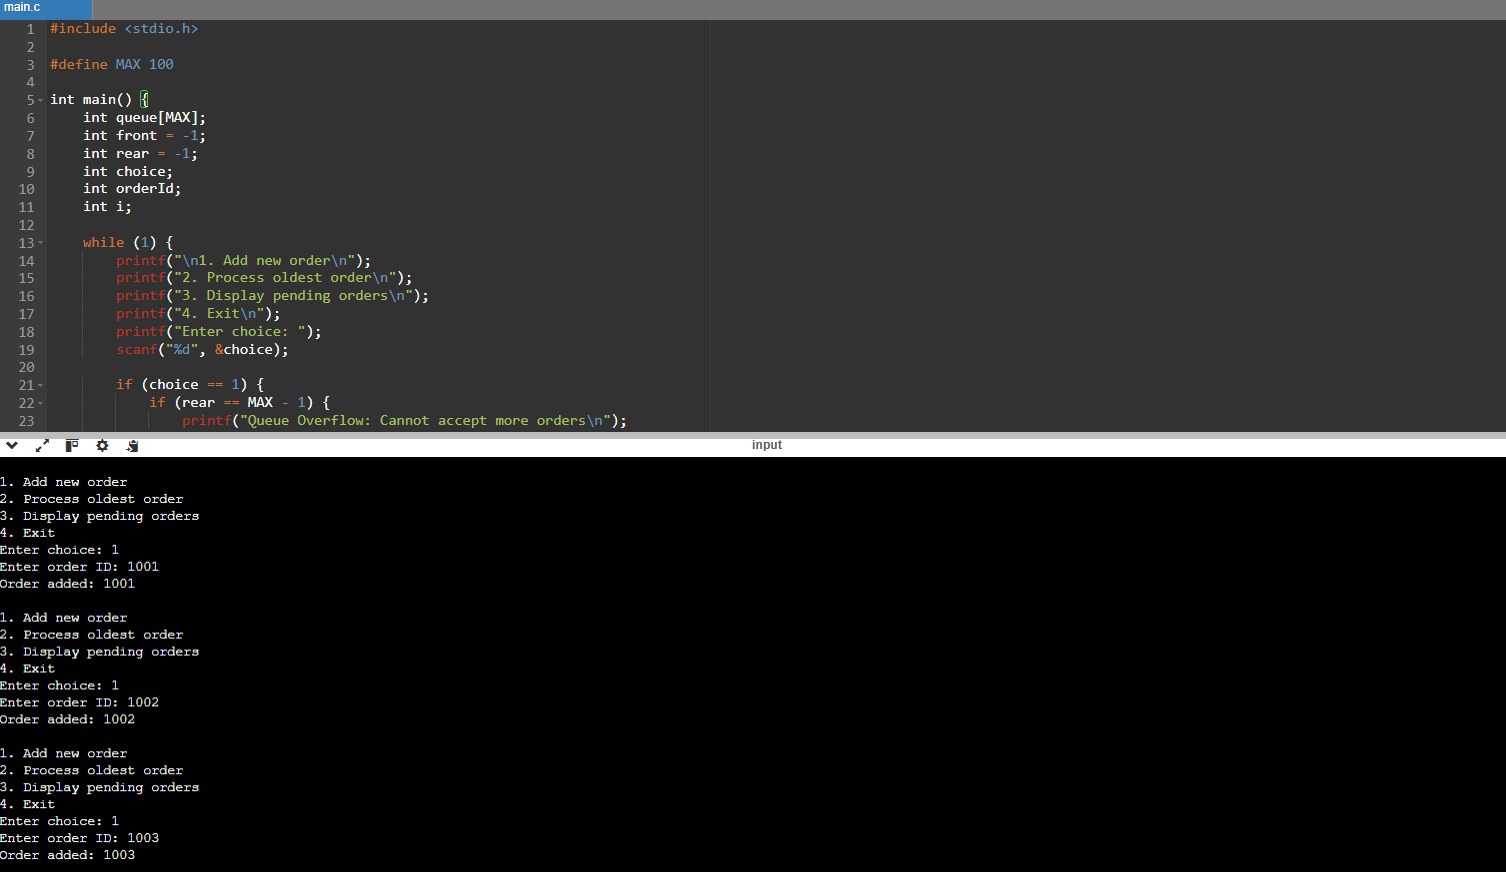 main.c
1 #include <stdio.h>
2
3 #define MAX 100
4
5 int main() {
6     int queue[MAX];
7     int front = -1;
8     int rear = -1;
9     int choice;
10     int orderId;
11     int i;
12
13     while (1) {
14         printf("\n1. Add new order\n");
15         printf("2. Process oldest order\n");
16         printf("3. Display pending orders\n");
17         printf("4. Exit\n");
18         printf("Enter choice: ");
19         scanf("%d", &choice);
20
21         if (choice == 1) {
22             if (rear == MAX - 1) {
23                 printf("Queue Overflow: Cannot accept more orders\n");
input
1. Add new order
2. Process oldest order
3. Display pending orders
4. Exit
Enter choice: 1
Enter order ID: 1001
Order added: 1001
1. Add new order
2. Process oldest order
3. Display pending orders
4. Exit
Enter choice: 1
Enter order ID: 1002
Order added: 1002
1. Add new order
2. Process oldest order
3. Display pending orders
4. Exit
Enter choice: 1
Enter order ID: 1003
Order added: 1003